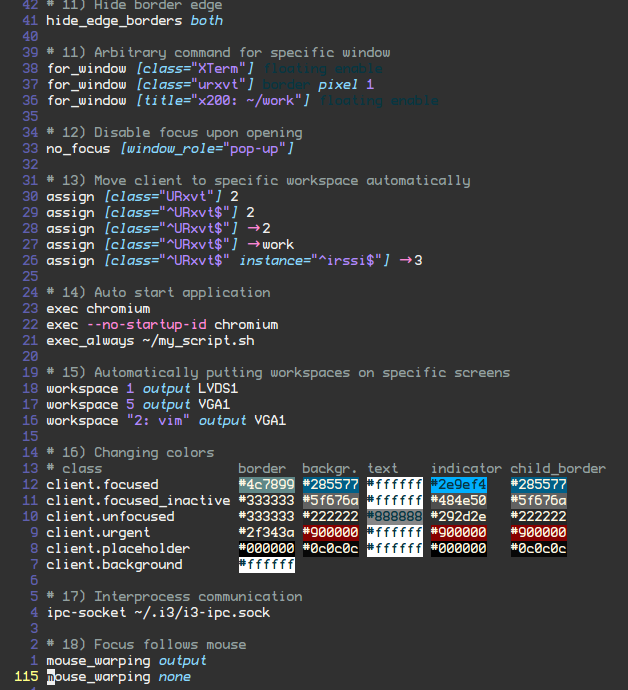 42 # 11) Hide border edge
41 hide_edge_borders both
40
39 # 11) Arbitrary command for specific window
38 for_window [class="XTerm"] floating enable
37 for_window [class="urxvt"] border pixel 1
36 for_window [title="x200: ~/work"] floating enable
35
34 # 12) Disable focus upon opening
33 no_focus [window_role="pop-up"]
32
31 # 13) Move client to specific workspace automatically
30 assign [class="URxvt"] 2
29 assign [class="^URxvt$"] 2
28 assign [class="^URxvt$"] →2
27 assign [class="^URxvt$"] →work
26 assign [class="^URxvt$" instance="^irssi$"] →3
25
24 # 14) Auto start application
23 exec chromium
22 exec --no-startup-id chromium
21 exec_always ~/my_script.sh
20
19 # 15) Automatically putting workspaces on specific screens
18 workspace 1 output LVDS1
17 workspace 5 output VGA1
16 workspace "2: vim" output VGA1
15
14 # 16) Changing colors
13 # class border backgr. text indicator child_border
12 client.focused #4c7899 #285577 #ffffff #2e9ef4 #285577
11 client.focused_inactive #333333 #5f676a #ffffff #484e50 #5f676a
10 client.unfocused #333333 #222222 #888888 #292d2e #222222
9 client.urgent #2f343a #900000 #ffffff #900000 #900000
8 client.placeholder #000000 #0c0c0c #ffffff #000000 #0c0c0c
7 client.background #ffffff
6
5 # 17) Interprocess communication
4 ipc-socket ~/.i3/i3-ipc.sock
3
2 # 18) Focus follows mouse
1 mouse_warping output
115 mouse_warping none